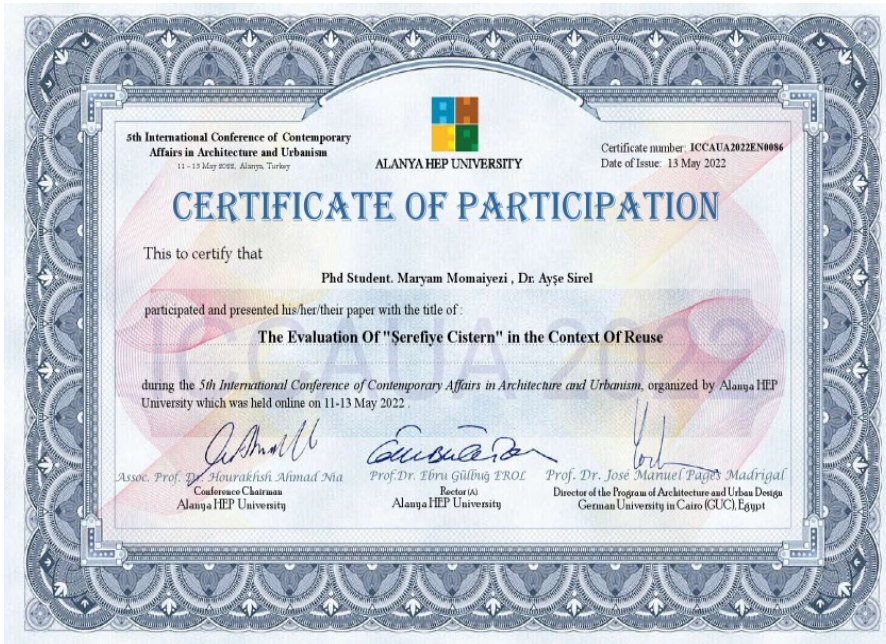 5th International Conference of Contemporary
Affairs in Architecture and Urbanism
11 - 13 May 2022, Alanya, Turkey
ALANYA HEP UNIVERSITY
Certificate number: ICCAUA2022EN0086
Date of Issue: 13 May 2022
CERTIFICATE OF PARTICIPATION
This to certify that
Phd Student. Maryam Momaiyezi , Dr. Ayşe Sirel
participated and presented his/her/their paper with the title of :
The Evaluation Of "Şerefiye Cistern" in the Context Of Reuse
ICCAUA 2022
during the 5th International Conference of Contemporary Affairs in Architecture and Urbanism, organized by Alanya HEP
University which was held online on 11-13 May 2022 .
Assoc. Prof. Dr. Hourakhsh Ahmad Nia
Conference Chairman
Alanya HEP University
Prof.Dr. Ebru Gülbuğ EROL
Rector (A)
Alanya HEP University
Prof. Dr. José Manuel Pagés Madrigal
Director of the Program of Architecture and Urban Design
German University in Cairo (GUC), Egypt